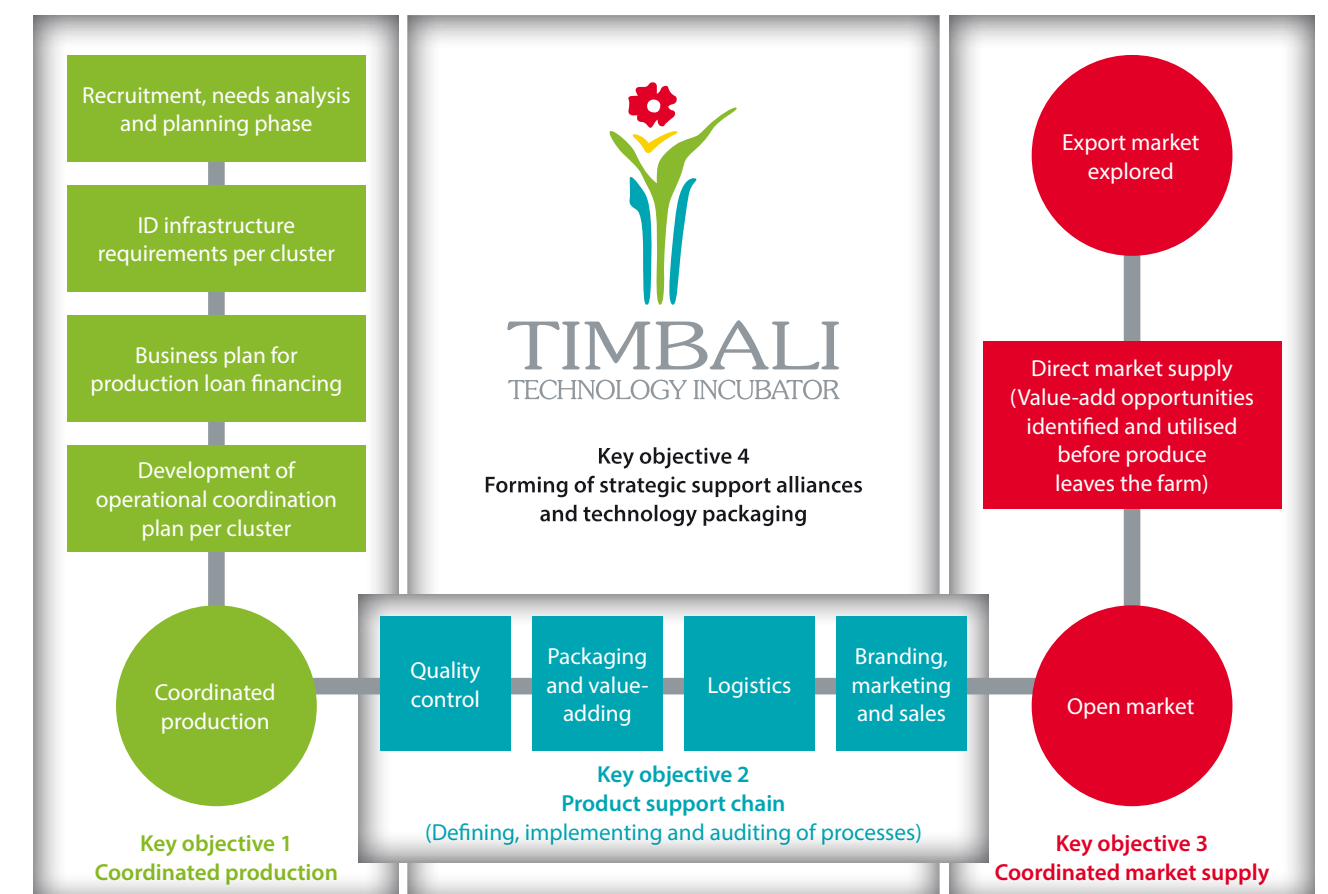 Recruitment, needs analysis
and planning phase
ID infrastructure
requirements per cluster
Business plan for
production loan financing
Development of
operational coordination
plan per cluster
Coordinated
production
Key objective 1
Coordinated production
TIMBALI
TECHNOLOGY INCUBATOR
Key objective 4
Forming of strategic support alliances
and technology packaging
Quality
control
Packaging
and value-
adding
Logistics
Branding,
marketing
and sales
Key objective 2
Product support chain
(Defining, implementing and auditing of processes)
Export market
explored
Direct market supply
(Value-add opportunities
identified and utilised
before produce
leaves the farm)
Open market
Key objective 3
Coordinated market supply